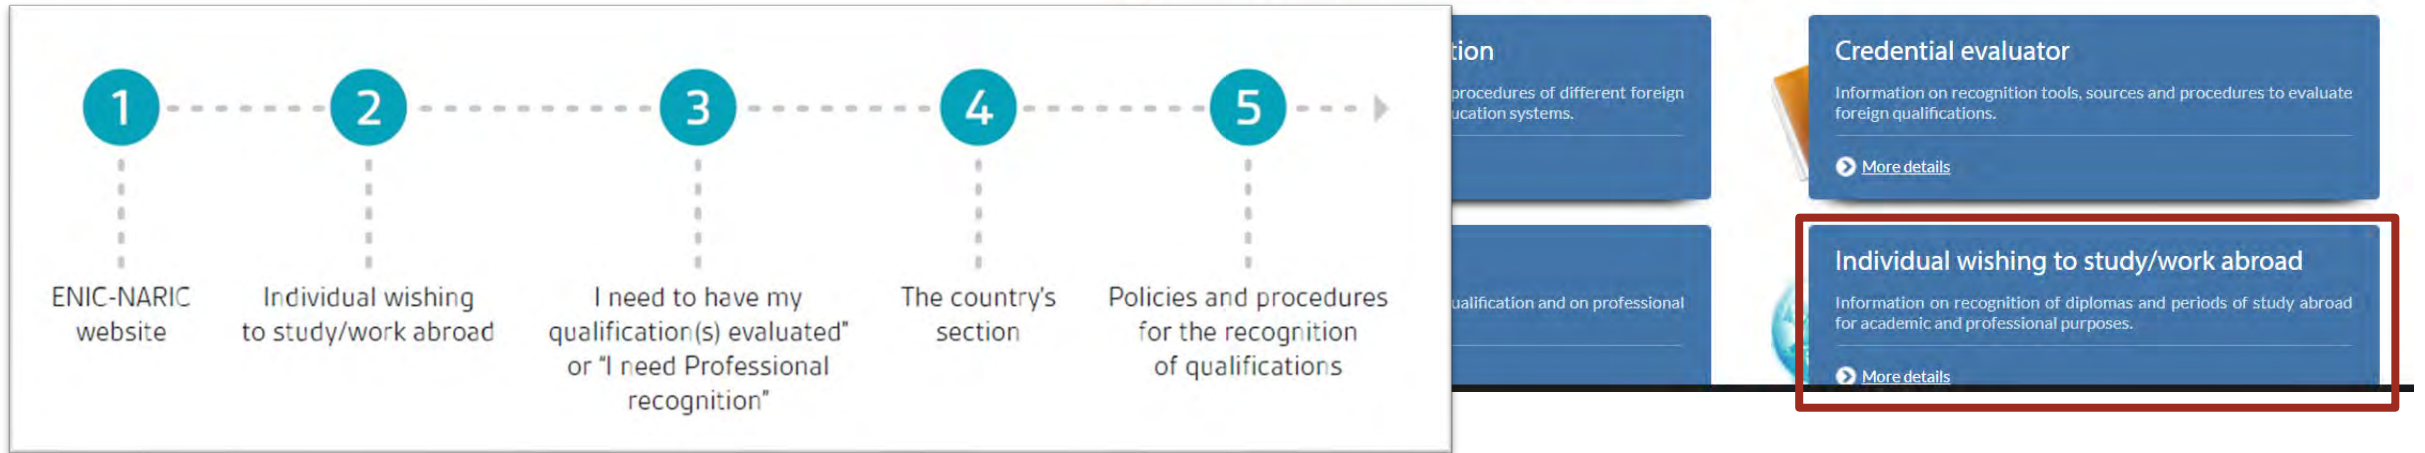 1
2
3
4
5
ENIC-NARIC
website
Individual wishing
to study/work abroad
I need to have my
qualification(s) evaluated"
or "I need Professional
recognition"
The country's
section
Policies and procedures
for the recognition
of qualifications
tion
procedures of different foreign
ucation systems.
ualification and on professional
Credential evaluator
Information on recognition tools, sources and procedures to evaluate
foreign qualifications.
More details
Individual wishing to study/work abroad
Information on recognition of diplomas and periods of study abroad
for academic and professional purposes.
More details